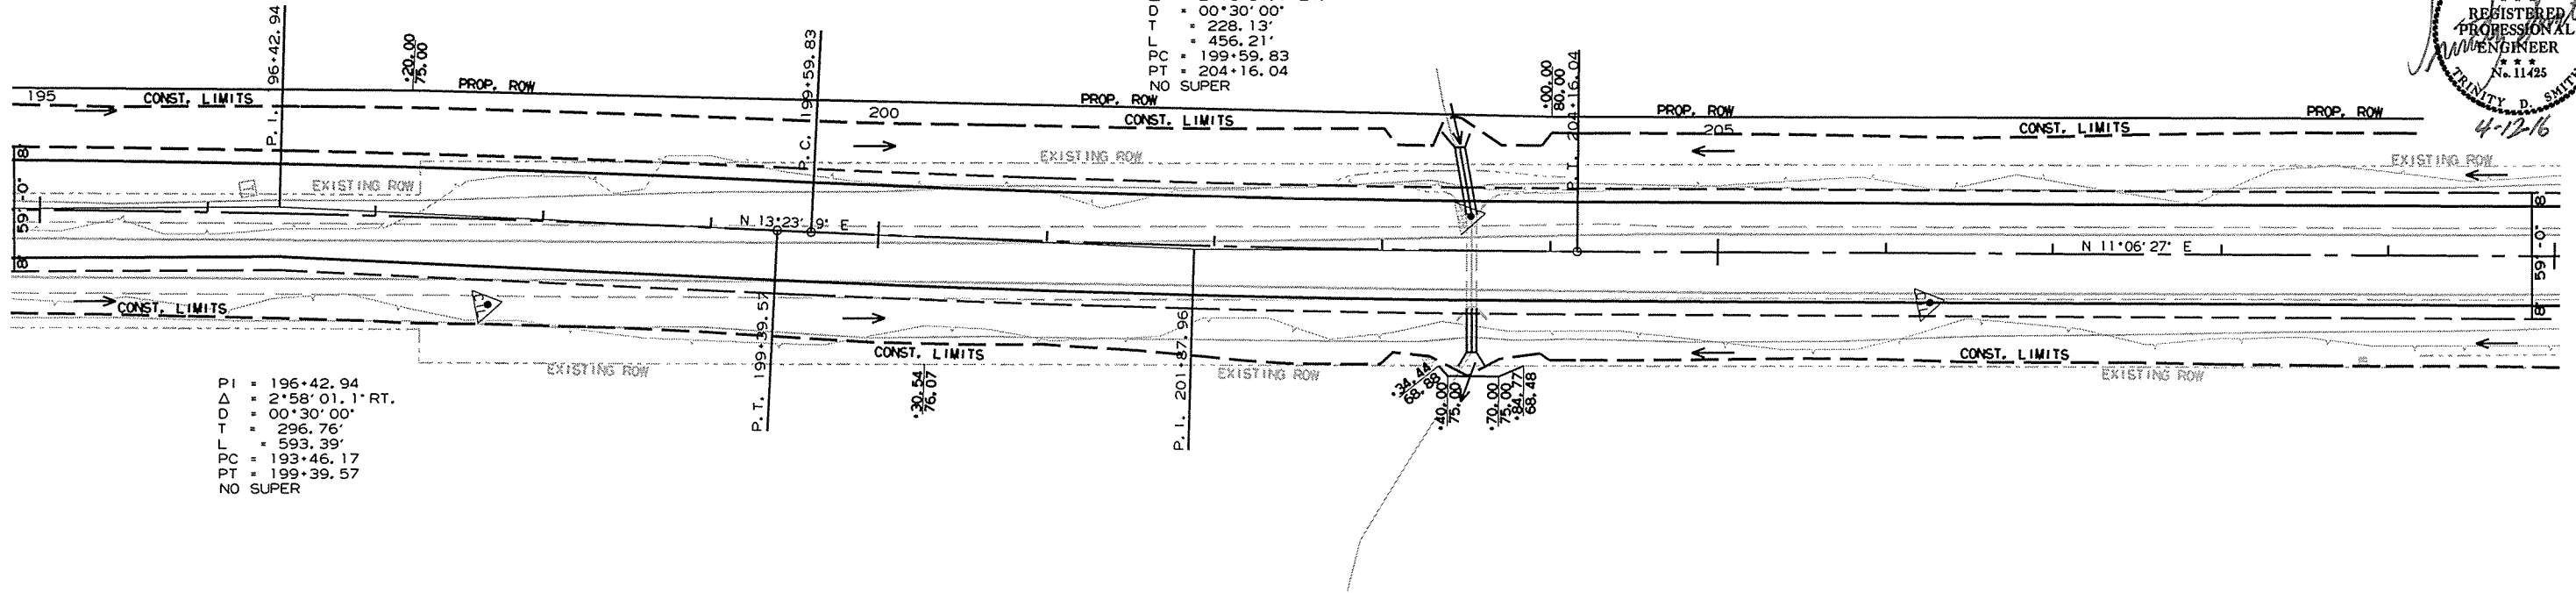 D = 00°30'00"
T = 228.13'
L = 456.21'
PC = 199+59.83
PT = 204+16.04
NO SUPER
REGISTERED
PROFESSIONAL
ENGINEER
★ ★ ★
No. 11425
TRINITY D. SMITH
4-12-16
P. I. 96+42.94
+20.00
75.00
P. C. 199+59.83
+00.00
80.00
P. T. 204+16.04
195
CONST. LIMITS
PROP. ROW
200
PROP. ROW
CONST. LIMITS
PROP. ROW
205
CONST. LIMITS
PROP. ROW
EXISTING ROW
EXISTING ROW
EXISTING ROW
8'
59'-0"
8'
N 13°23' 9" E
N 11°06'27" E
8'
59'-0"
8'
CONST. LIMITS
CONST. LIMITS
CONST. LIMITS
EXISTING ROW
EXISTING ROW
EXISTING ROW
P. T. 199+39.57
+30.54
76.07
P. I. 201+87.96
+34.44
68.88
+40.00
75.00
+70.00
75.00
+84.77
68.48
PI = 196+42.94
Δ = 2°58'01.1" RT.
D = 00°30'00"
T = 296.76'
L = 593.39'
PC = 193+46.17
PT = 199+39.57
NO SUPER